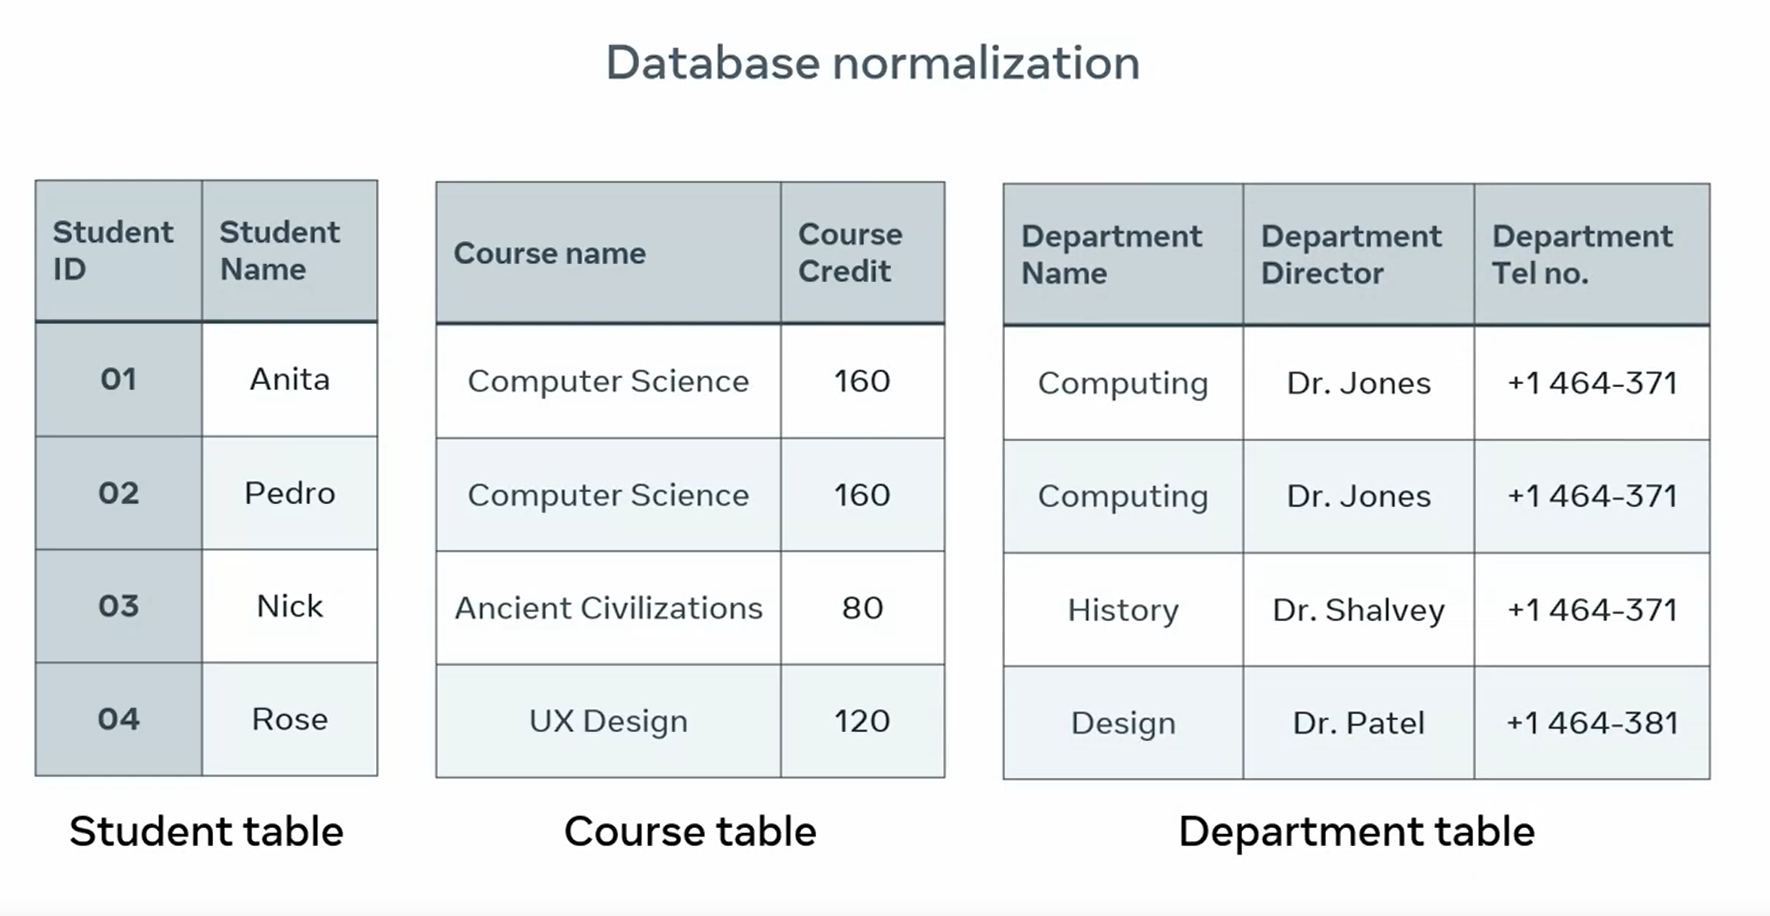 Database normalization
Student ID Student Name
01 Anita
02 Pedro
03 Nick
04 Rose
Student table
Course name Course Credit
Computer Science 160
Computer Science 160
Ancient Civilizations 80
UX Design 120
Course table
Department Name Department Director Department Tel no.
Computing Dr. Jones +1 464-371
Computing Dr. Jones +1 464-371
History Dr. Shalvey +1 464-371
Design Dr. Patel +1 464-381
Department table